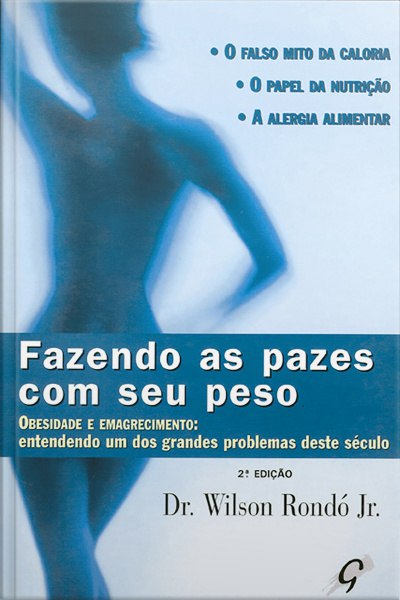 • O FALSO MITO DA CALORIA
• O PAPEL DA NUTRIÇÃO
• A ALERGIA ALIMENTAR
Fazendo as pazes
com seu peso
OBESIDADE E EMAGRECIMENTO:
entendendo um dos grandes problemas deste século
2ª EDIÇÃO
Dr. Wilson Rondó Jr.
G